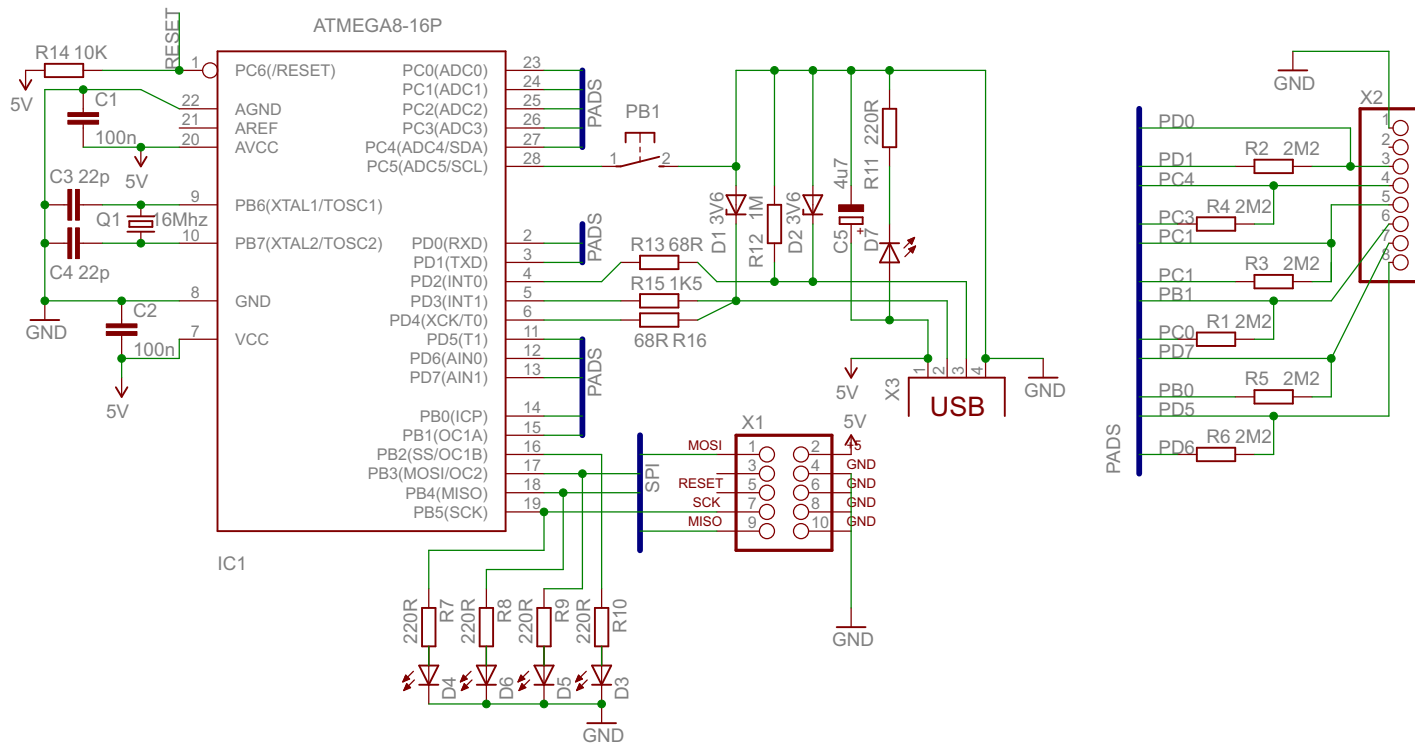 ATMEGA8-16P
RESET
R14 10K
5V
1
PC6(/RESET)
C1
100n
22
AGND
21
AREF
20
AVCC
5V
C3 22p
9
PB6(XTAL1/TOSC1)
Q1
16Mhz
10
PB7(XTAL2/TOSC2)
C4 22p
8
GND
GND
C2
100n
7
VCC
5V
IC1
PC0(ADC0)
23
PC1(ADC1)
24
PC2(ADC2)
25
PC3(ADC3)
26
PC4(ADC4/SDA)
27
PC5(ADC5/SCL)
28
PADS
PD0(RXD)
2
PD1(TXD)
3
PADS
PD2(INT0)
4
PD3(INT1)
5
PD4(XCK/T0)
6
PD5(T1)
11
PD6(AIN0)
12
PD7(AIN1)
13
PB0(ICP)
14
PB1(OC1A)
15
PADS
PB2(SS/OC1B)
16
PB3(MOSI/OC2)
17
PB4(MISO)
18
PB5(SCK)
19
PB1
1
2
R13 68R
R15 1K5
68R R16
D1 3V6
R12 1M
D2 3V6
C5 4u7
+
R11 220R
D7
5V
X3
1
2
3
4
USB
GND
SPI
X1
5V
MOSI
1
2
+5
3
4
GND
RESET
5
6
GND
SCK
7
8
GND
MISO
9
10
GND
GND
220R
R7
220R
R8
220R
R9
220R
R10
D4
D6
D5
D3
GND
GND
X2
1
2
3
4
5
6
7
8
PD0
PD1
R2 2M2
PC4
PC3
R4 2M2
PC1
PC1
R3 2M2
PB1
PC0
R1 2M2
PD7
PB0
R5 2M2
PD5
PD6
R6 2M2
PADS